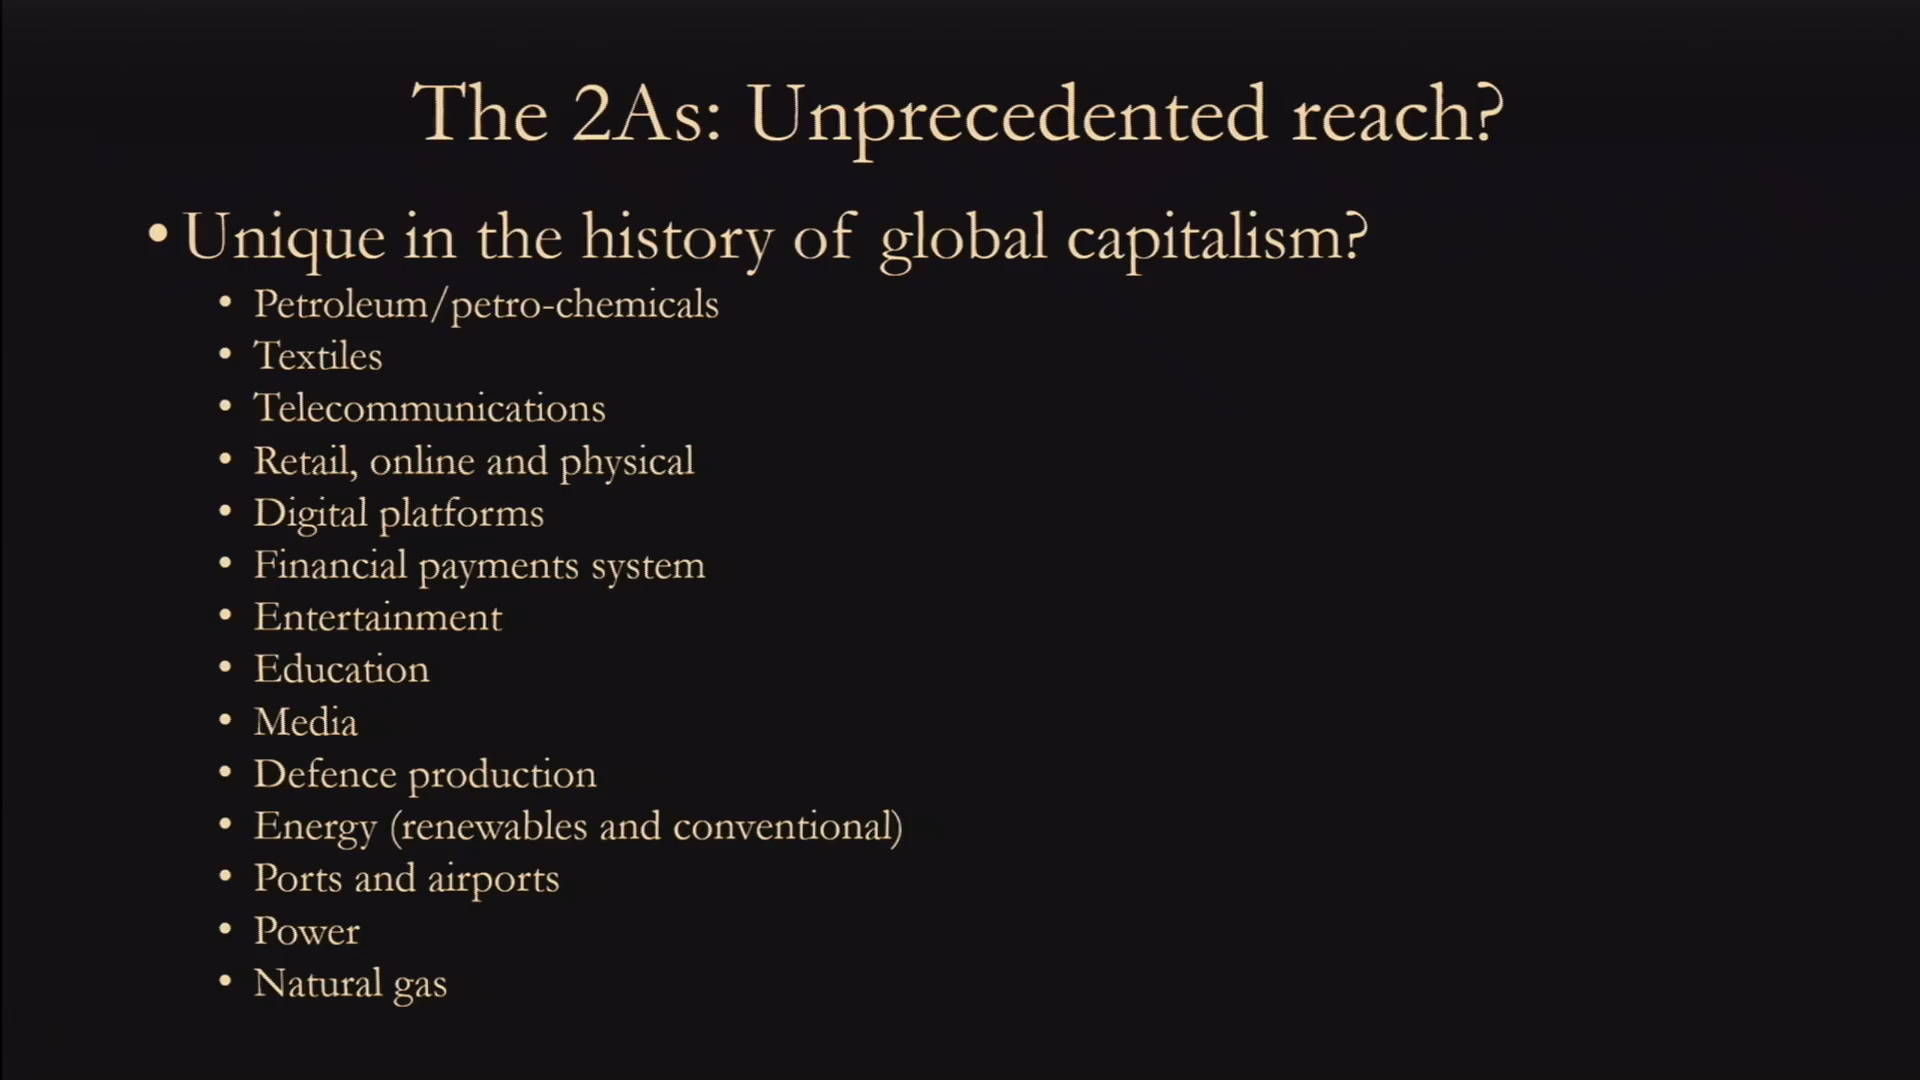 The 2As: Unprecedented reach?
• Unique in the history of global capitalism?
• Petroleum/petro-chemicals
• Textiles
• Telecommunications
• Retail, online and physical
• Digital platforms
• Financial payments system
• Entertainment
• Education
• Media
• Defence production
• Energy (renewables and conventional)
• Ports and airports
• Power
• Natural gas